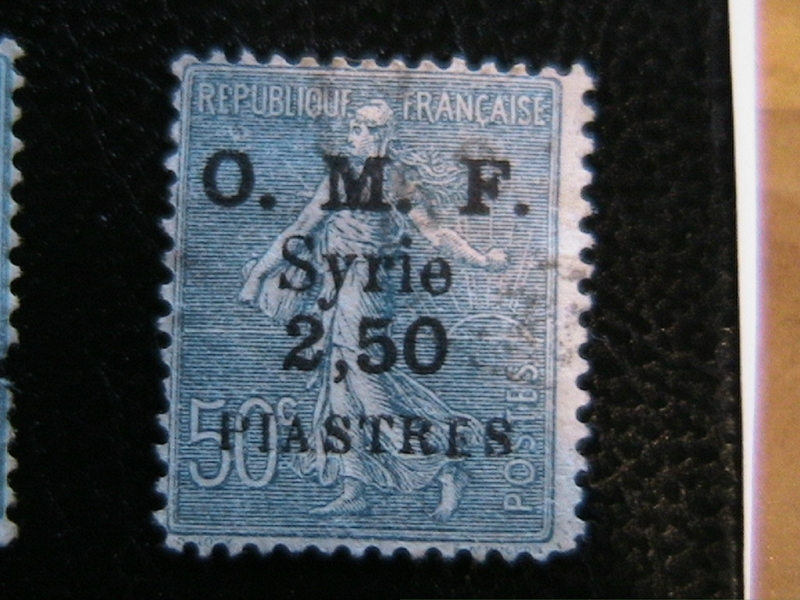 REPUBLIQUE FRANÇAISE
O. M. F.
Syrie
2,50
50c
PIASTRES
POSTES